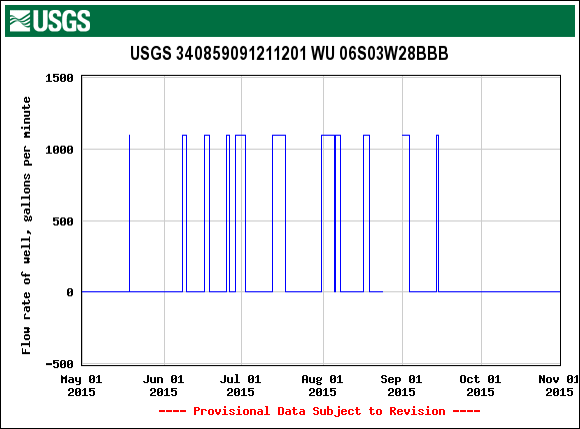 USGS
USGS 340859091211201 WU 06S03W28BBB
Flow rate of well, gallons per minute
1500
1000
500
0
-500
May 01 2015
Jun 01 2015
Jul 01 2015
Aug 01 2015
Sep 01 2015
Oct 01 2015
Nov 01 2015
---- Provisional Data Subject to Revision ----